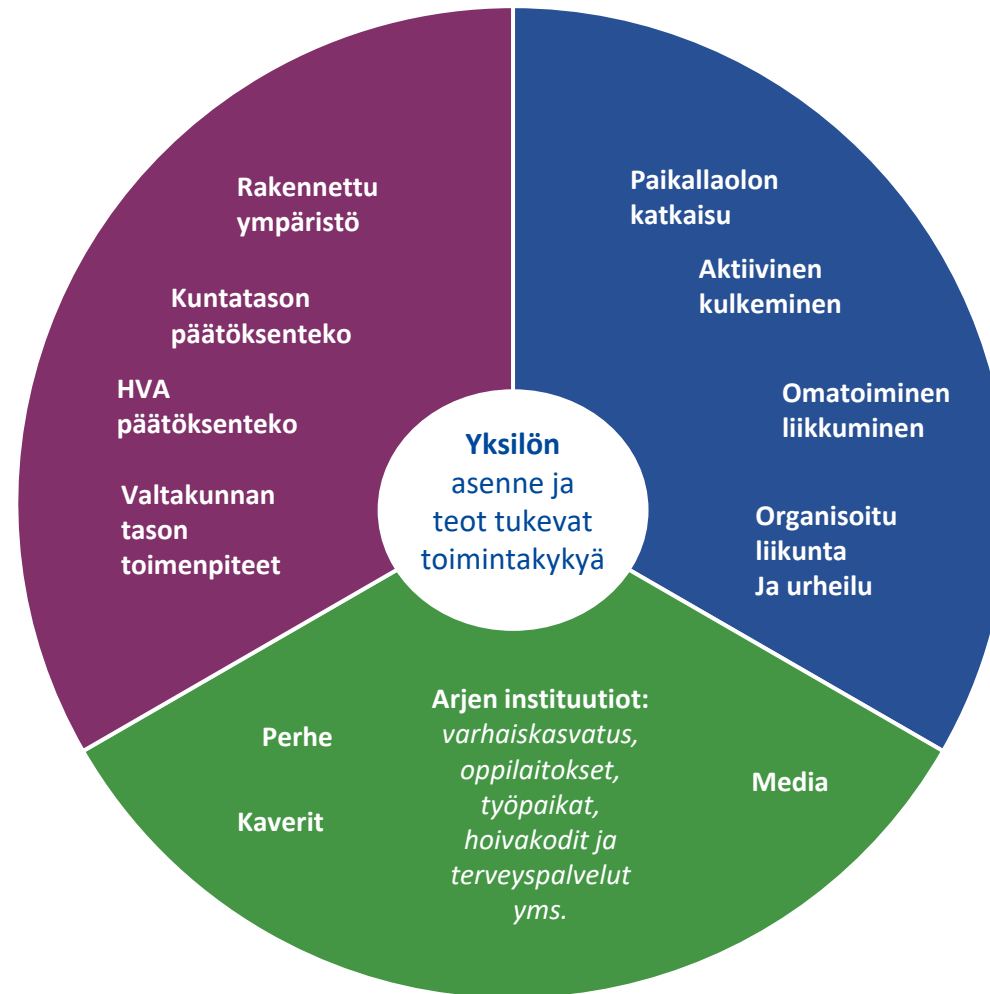 Rakennettu
ympäristö
Kuntatason
päätöksenteko
HVA
päätöksenteko
Valtakunnan
tason
toimenpiteet
Paikallaolon
katkaisu
Aktiivinen
kulkeminen
Omatoiminen
liikkuminen
Organisoitu
liikunta
Ja urheilu
Yksilön
asenne ja
teot tukevat
toimintakykyä
Perhe
Kaverit
Arjen instituutiot:
varhaiskasvatus,
oppilaitokset,
työpaikat,
hoivakodit ja
terveyspalvelut
yms.
Media